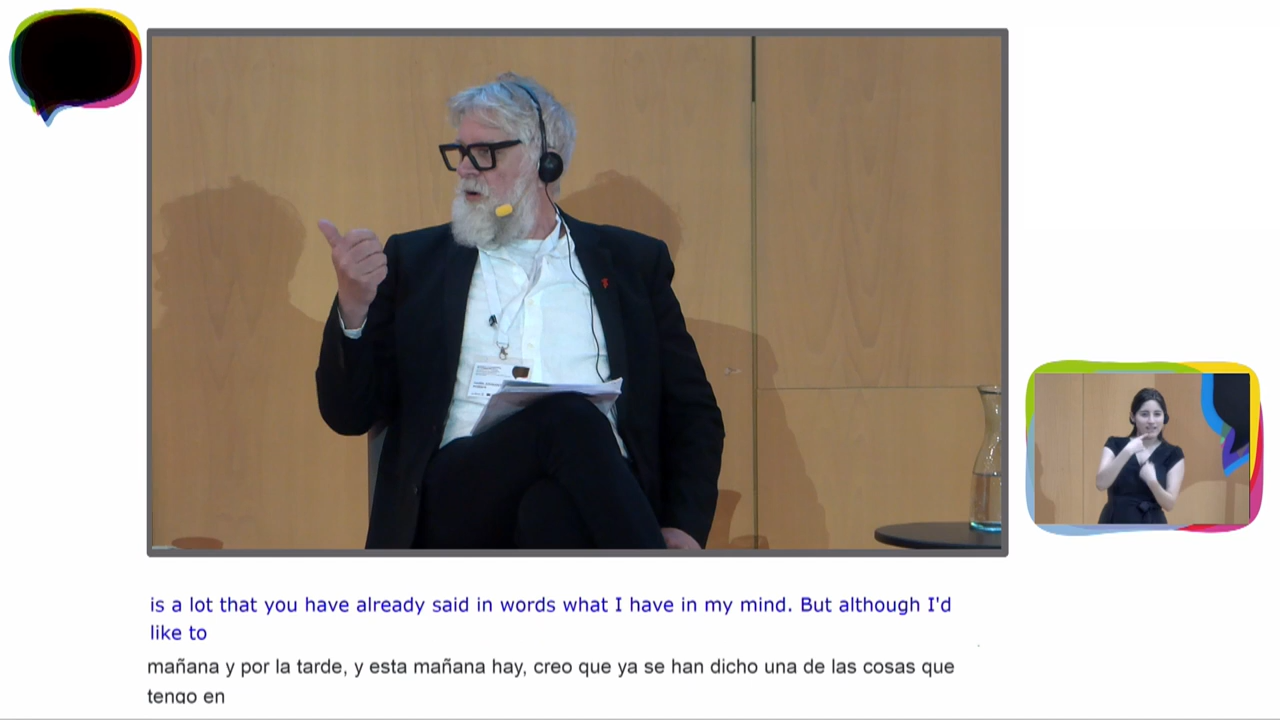 is a lot that you have already said in words what I have in my mind. But although I'd
like to
mañana y por la tarde, y esta mañana hay, creo que ya se han dicho una de las cosas que
tengo en